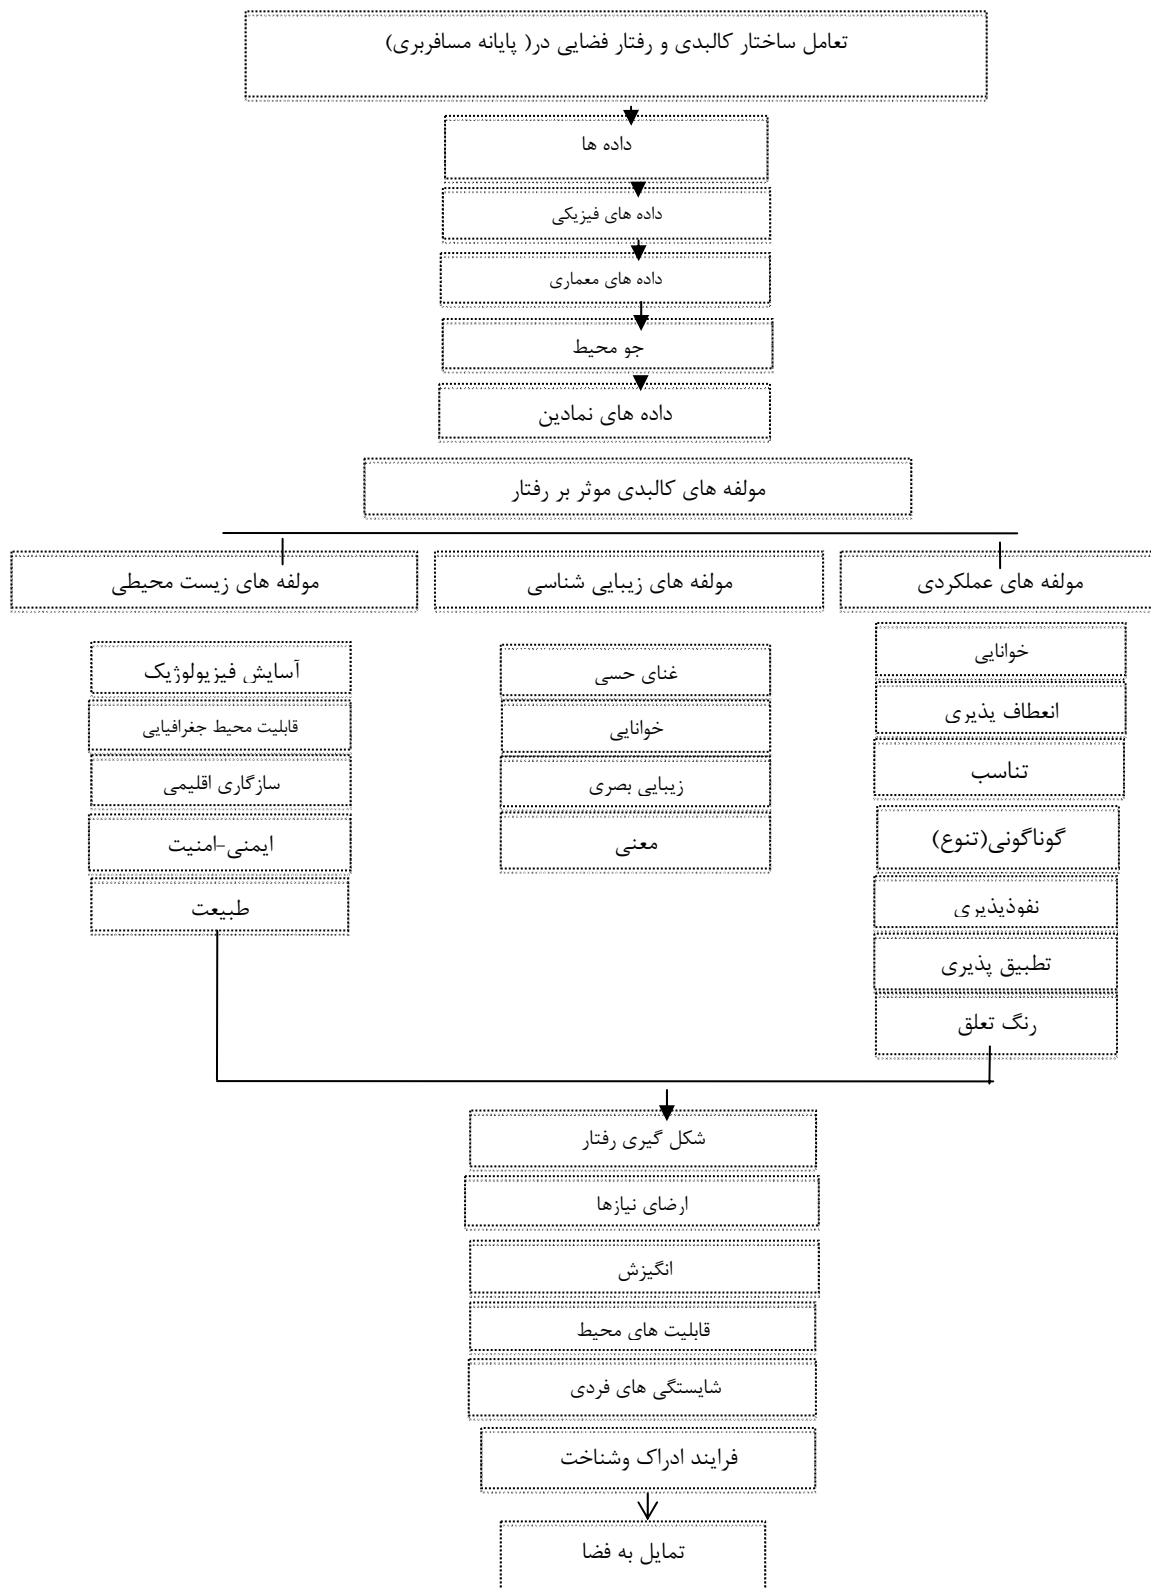 تعامل ساختار کالبدی و رفتار فضایی در( پایانه مسافربری)
داده ها
داده های فیزیکی
داده های معماری
جو محیط
داده های نمادین
مولفه های کالبدی موثر بر رفتار
مولفه های عملکردی
مولفه های زیبایی شناسی
مولفه های زیست محیطی
خوانایی
انعطاف پذیری
تناسب
گوناگونی(تنوع)
نفوذپذیری
تطبیق پذیری
رنگ تعلق
غنای حسی
خوانایی
زیبایی بصری
معنی
آسایش فیزیولوژیک
قابلیت محیط جغرافیایی
سازگاری اقلیمی
ایمنی-امنیت
طبیعت
شکل گیری رفتار
ارضای نیازها
انگیزش
قابلیت های محیط
شایستگی های فردی
فرایند ادراک وشناخت
تمایل به فضا